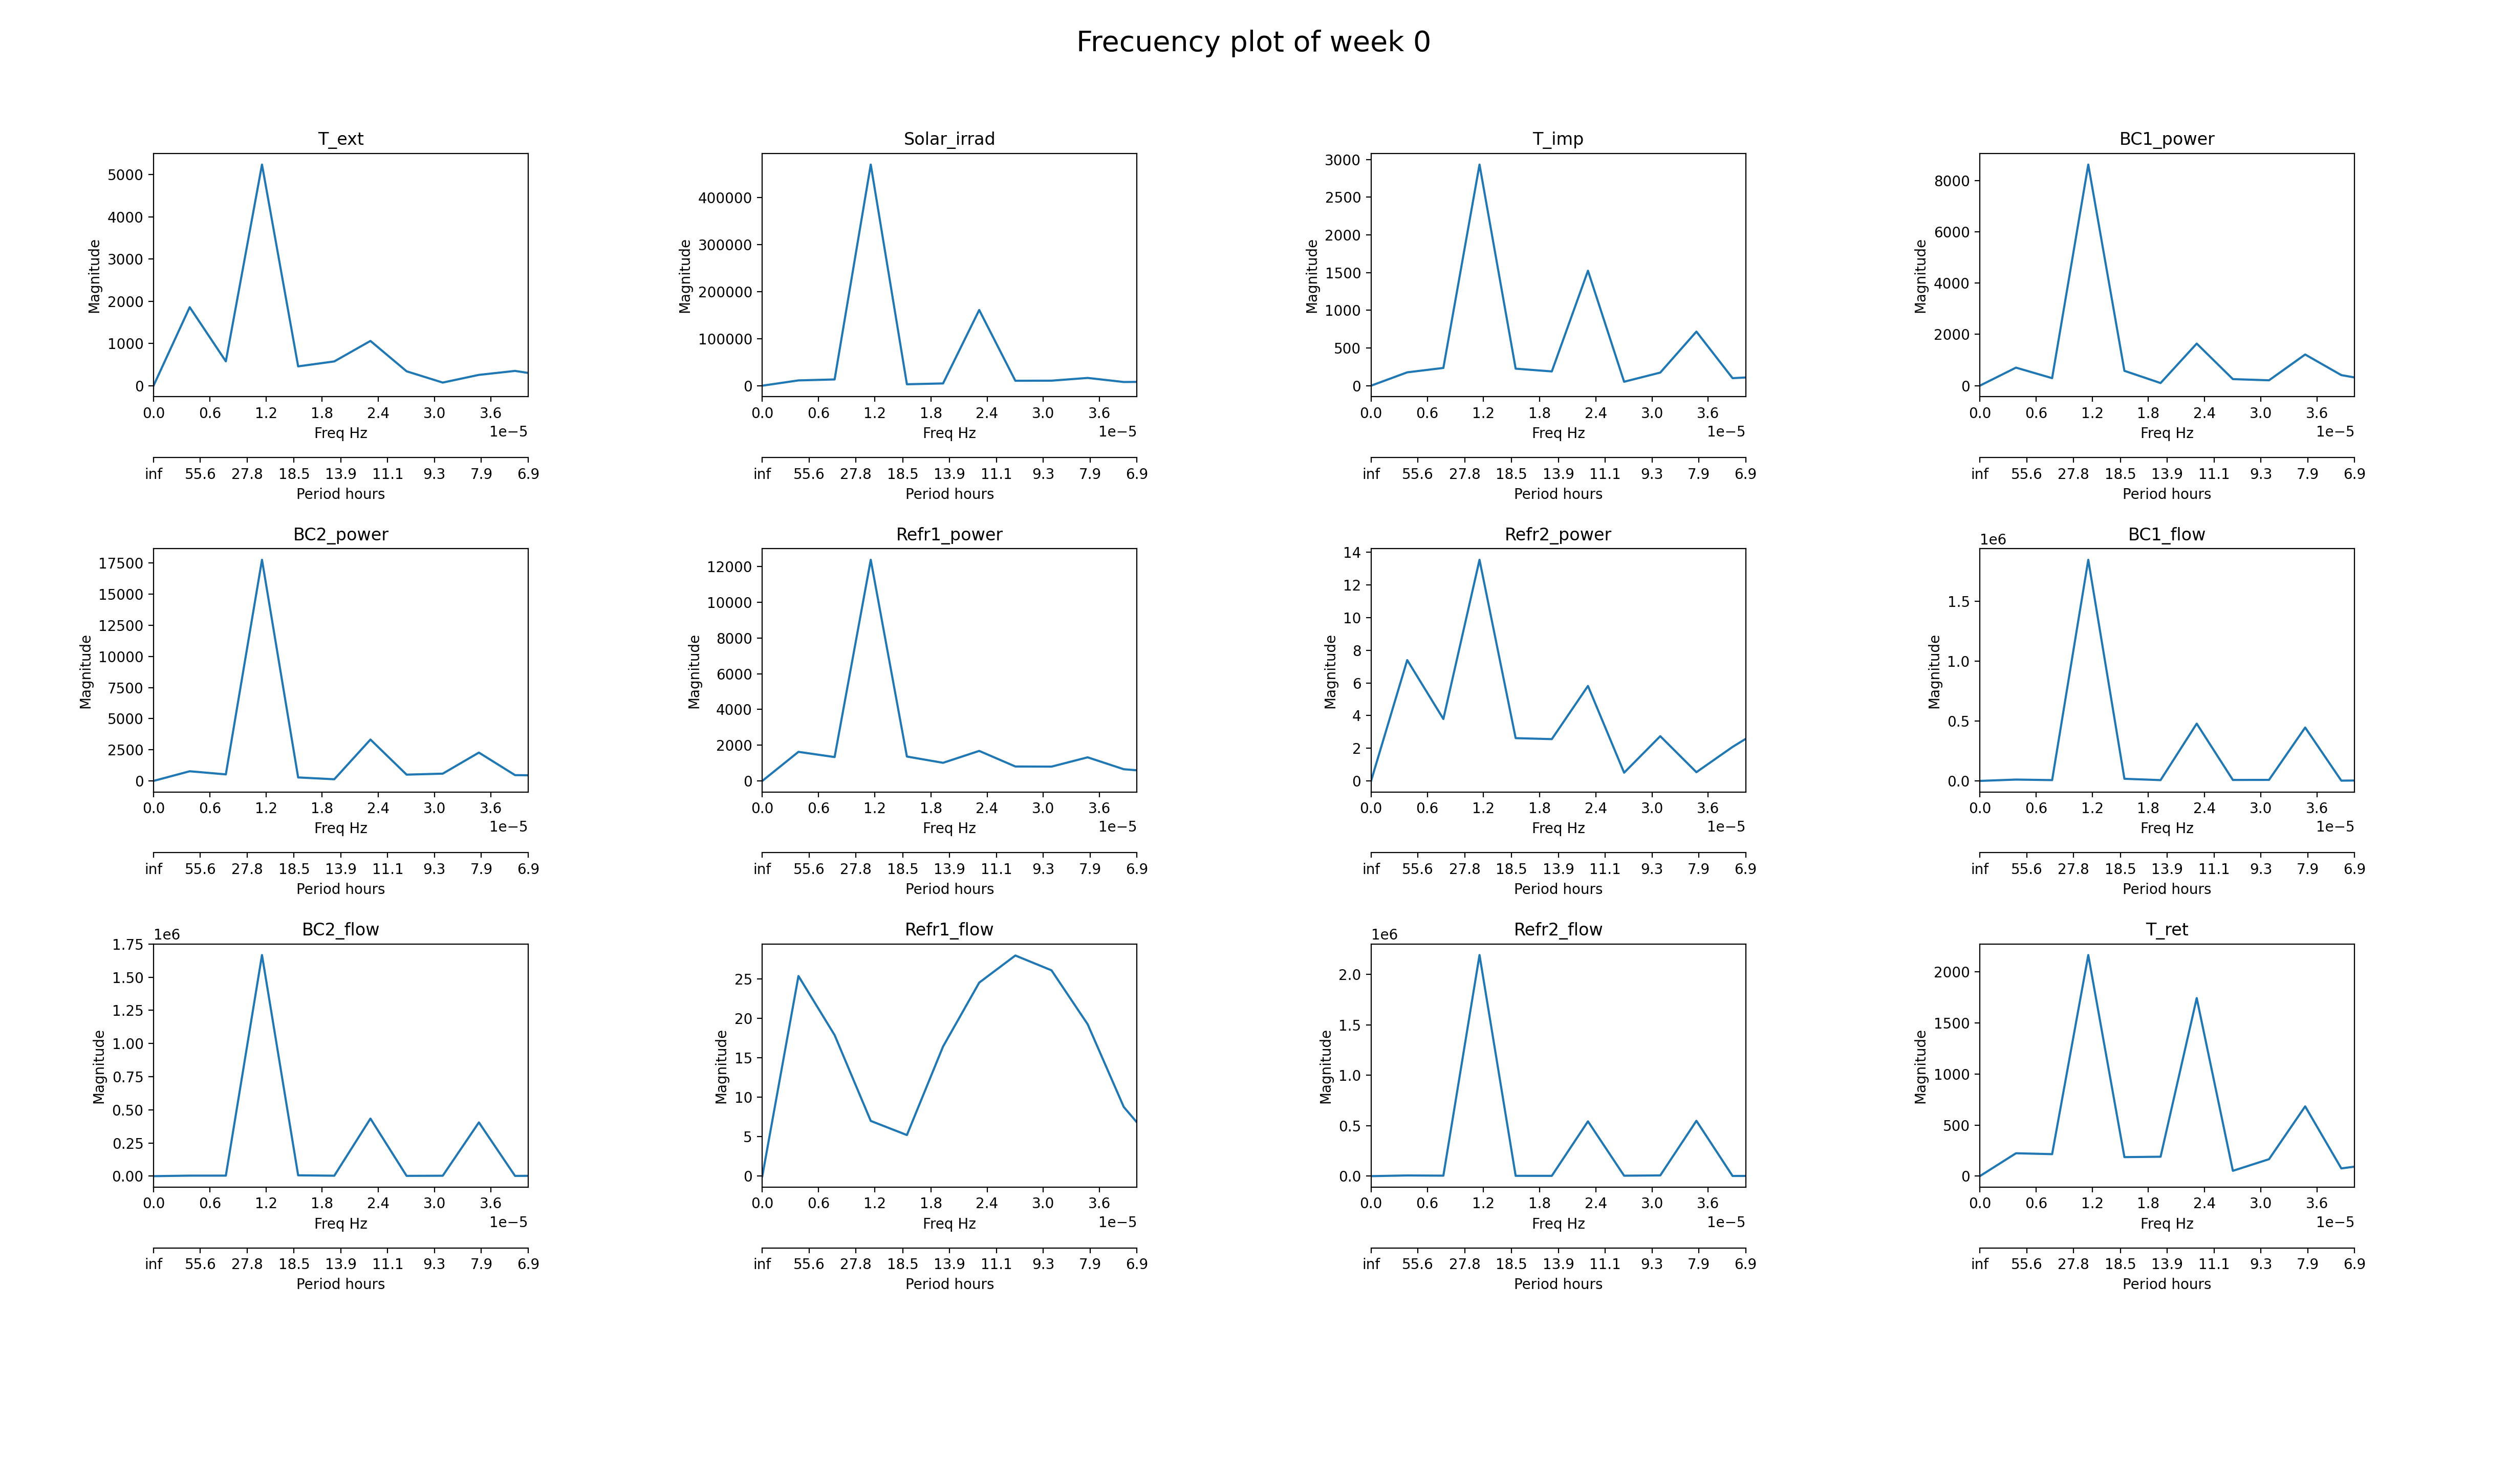 Frecuency plot of week 0
T_ext
Solar_irrad
T_imp
BC1_power
5000
4000
3000
2000
1000
0
Magnitude
0.0 0.6 1.2 1.8 2.4 3.0 3.6
Freq Hz
1e−5
inf 55.6 27.8 18.5 13.9 11.1 9.3 7.9 6.9
Period hours
400000
300000
200000
100000
0
Magnitude
0.0 0.6 1.2 1.8 2.4 3.0 3.6
Freq Hz
1e−5
inf 55.6 27.8 18.5 13.9 11.1 9.3 7.9 6.9
Period hours
3000
2500
2000
1500
1000
500
0
Magnitude
0.0 0.6 1.2 1.8 2.4 3.0 3.6
Freq Hz
1e−5
inf 55.6 27.8 18.5 13.9 11.1 9.3 7.9 6.9
Period hours
8000
6000
4000
2000
0
Magnitude
0.0 0.6 1.2 1.8 2.4 3.0 3.6
Freq Hz
1e−5
inf 55.6 27.8 18.5 13.9 11.1 9.3 7.9 6.9
Period hours
BC2_power
Refr1_power
Refr2_power
BC1_flow
17500
15000
12500
10000
7500
5000
2500
0
Magnitude
0.0 0.6 1.2 1.8 2.4 3.0 3.6
Freq Hz
1e−5
inf 55.6 27.8 18.5 13.9 11.1 9.3 7.9 6.9
Period hours
12000
10000
8000
6000
4000
2000
0
Magnitude
0.0 0.6 1.2 1.8 2.4 3.0 3.6
Freq Hz
1e−5
inf 55.6 27.8 18.5 13.9 11.1 9.3 7.9 6.9
Period hours
14
12
10
8
6
4
2
0
Magnitude
0.0 0.6 1.2 1.8 2.4 3.0 3.6
Freq Hz
1e−5
inf 55.6 27.8 18.5 13.9 11.1 9.3 7.9 6.9
Period hours
1e6
1.5
1.0
0.5
0.0
Magnitude
0.0 0.6 1.2 1.8 2.4 3.0 3.6
Freq Hz
1e−5
inf 55.6 27.8 18.5 13.9 11.1 9.3 7.9 6.9
Period hours
BC2_flow
Refr1_flow
Refr2_flow
T_ret
1e6
1.75
1.50
1.25
1.00
0.75
0.50
0.25
0.00
Magnitude
0.0 0.6 1.2 1.8 2.4 3.0 3.6
Freq Hz
1e−5
inf 55.6 27.8 18.5 13.9 11.1 9.3 7.9 6.9
Period hours
25
20
15
10
5
0
Magnitude
0.0 0.6 1.2 1.8 2.4 3.0 3.6
Freq Hz
1e−5
inf 55.6 27.8 18.5 13.9 11.1 9.3 7.9 6.9
Period hours
1e6
2.0
1.5
1.0
0.5
0.0
Magnitude
0.0 0.6 1.2 1.8 2.4 3.0 3.6
Freq Hz
1e−5
inf 55.6 27.8 18.5 13.9 11.1 9.3 7.9 6.9
Period hours
2000
1500
1000
500
0
Magnitude
0.0 0.6 1.2 1.8 2.4 3.0 3.6
Freq Hz
1e−5
inf 55.6 27.8 18.5 13.9 11.1 9.3 7.9 6.9
Period hours